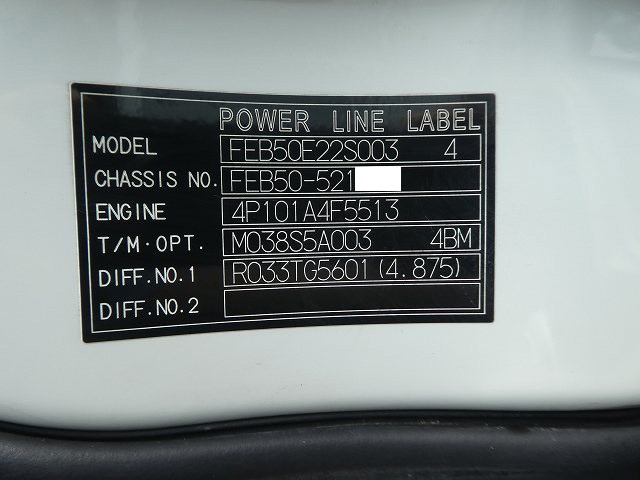 POWER LINE LABEL
MODEL FEB50E22S003 4
CHASSIS NO. FEB50-521
ENGINE 4P101A4F5513
T/M·OPT. M038S5A003 4BM
DIFF.NO.1 R033TG5601(4.875)
DIFF.NO.2